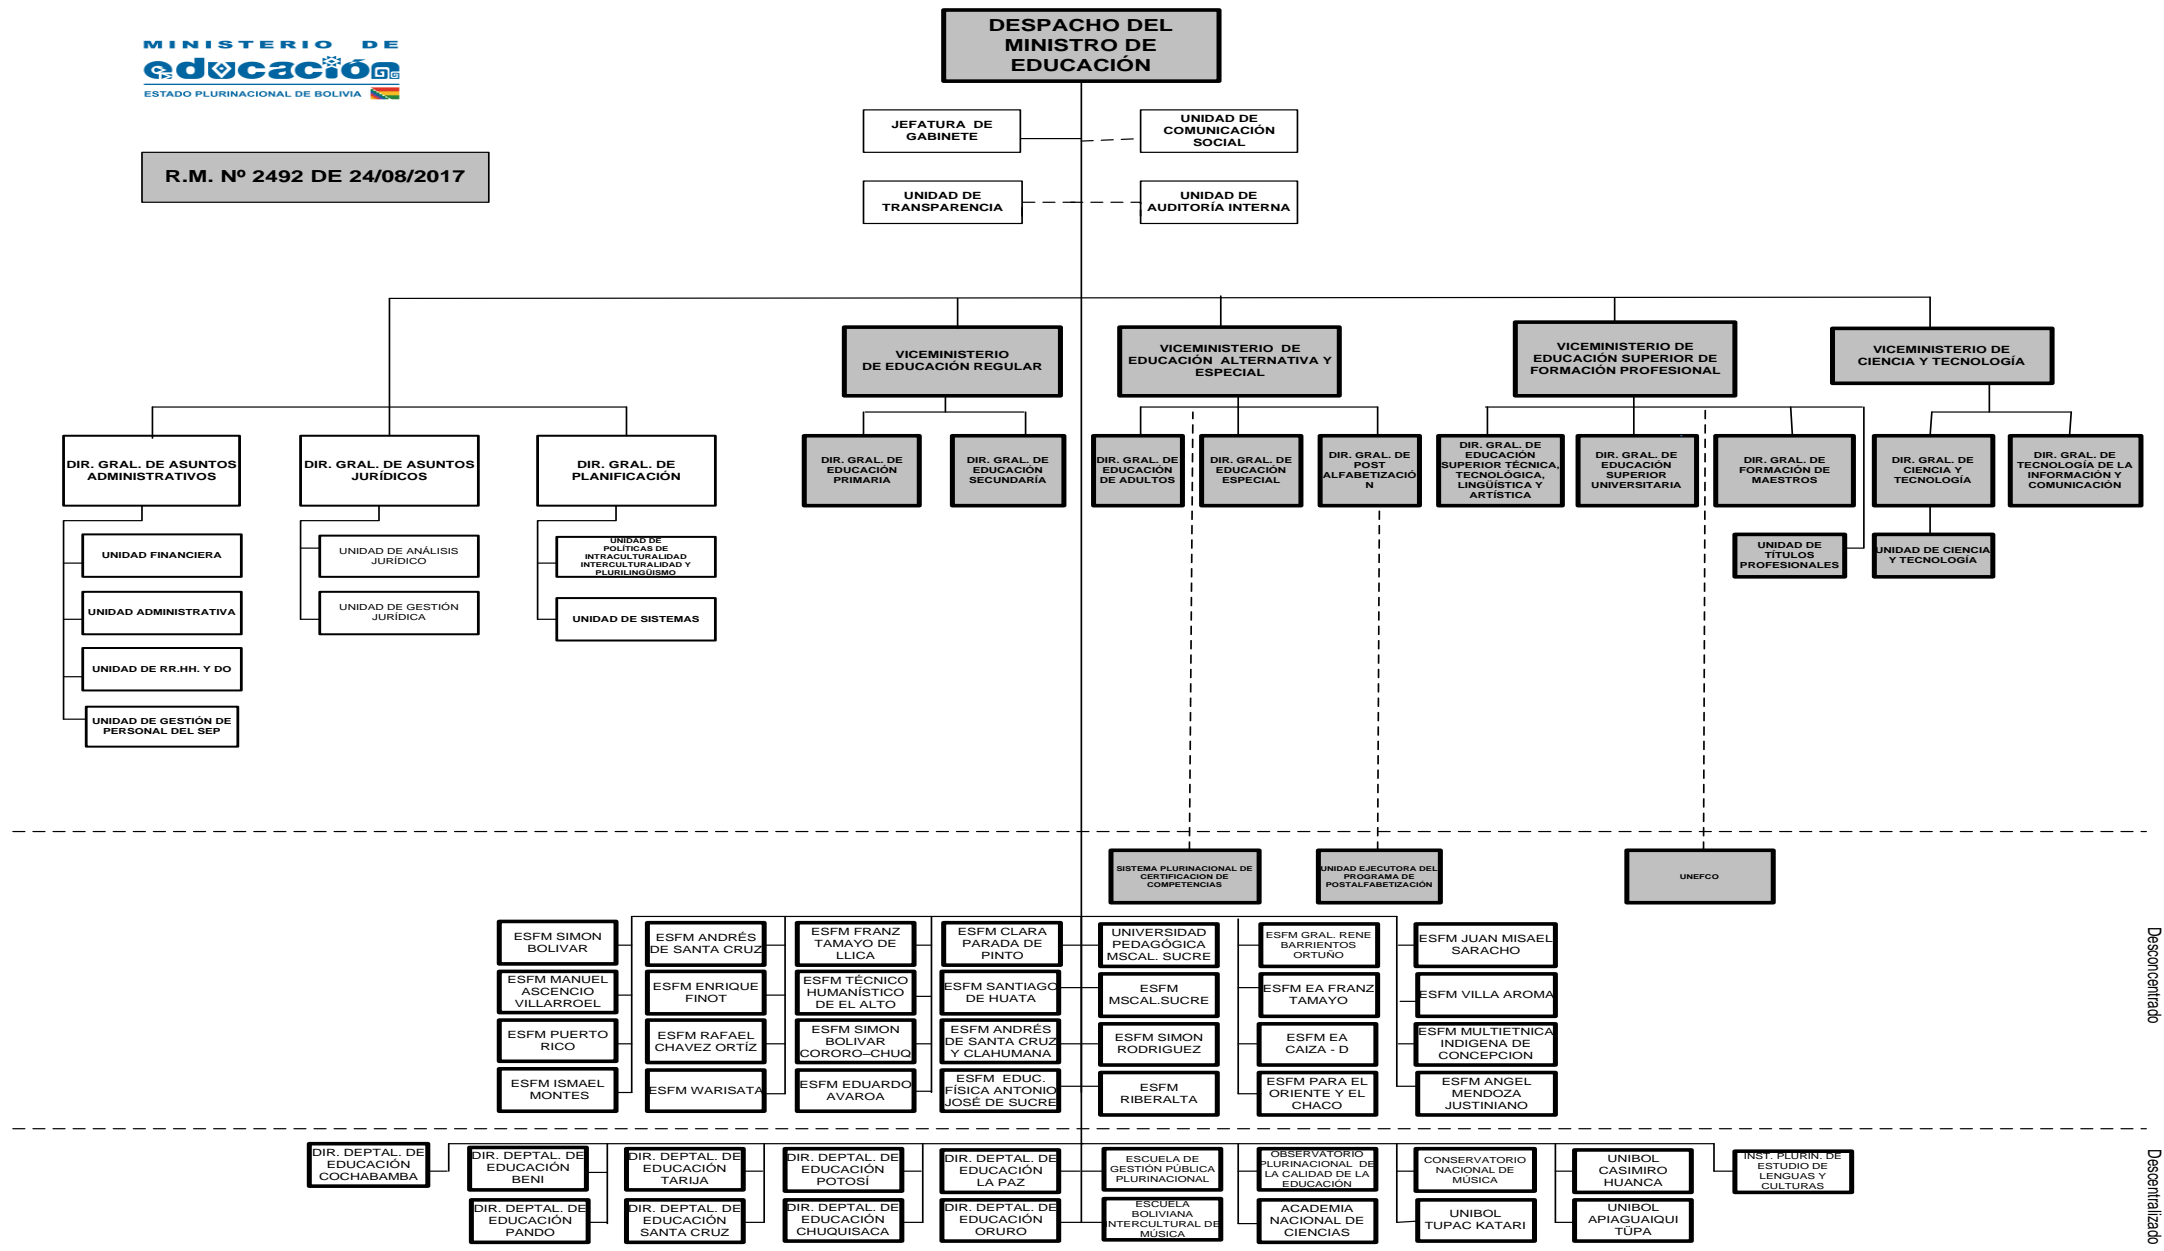 DESPACHO DEL
MINISTRO DE
EDUCACIÓN
MINISTERIO DE
educación
ESTADO PLURINACIONAL DE BOLIVIA
R.M. Nº 2492 DE 24/08/2017
JEFATURA DE
GABINETE
UNIDAD DE
COMUNICACIÓN
SOCIAL
UNIDAD DE
TRANSPARENCIA
UNIDAD DE
AUDITORÍA INTERNA
VICEMINISTERIO
DE EDUCACIÓN REGULAR
VICEMINISTERIO DE
EDUCACIÓN ALTERNATIVA Y
ESPECIAL
VICEMINISTERIO DE
EDUCACIÓN SUPERIOR DE
FORMACIÓN PROFESIONAL
VICEMINISTERIO DE
CIENCIA Y TECNOLOGÍA
DIR. GRAL. DE ASUNTOS
ADMINISTRATIVOS
DIR. GRAL. DE ASUNTOS
JURÍDICOS
DIR. GRAL. DE
PLANIFICACIÓN
DIR. GRAL. DE
EDUCACIÓN
PRIMARIA
DIR. GRAL. DE
EDUCACIÓN
SECUNDARÍA
DIR. GRAL. DE
EDUCACIÓN
DE ADULTOS
DIR. GRAL. DE
EDUCACIÓN
ESPECIAL
DIR. GRAL. DE
POST
ALFABETIZACIÓ
N
DIR. GRAL. DE
EDUCACIÓN
SUPERIOR TÉCNICA,
TECNOLÓGICA,
LINGÜÍSTICA Y
ARTÍSTICA
DIR. GRAL. DE
EDUCACIÓN
SUPERIOR
UNIVERSITARIA
DIR. GRAL. DE
FORMACIÓN DE
MAESTROS
DIR. GRAL. DE
CIENCIA Y
TECNOLOGÍA
DIR. GRAL. DE
TECNOLOGÍA DE LA
INFORMACIÓN Y
COMUNICACIÓN
UNIDAD FINANCIERA
UNIDAD ADMINISTRATIVA
UNIDAD DE RR.HH. Y DO
UNIDAD DE GESTIÓN DE
PERSONAL DEL SEP
UNIDAD DE ANÁLISIS
JURÍDICO
UNIDAD DE GESTIÓN
JURÍDICA
UNIDAD DE
POLÍTICAS DE
INTRACULTURALIDAD
INTERCULTURALIDAD Y
PLURILINGÜISMO
UNIDAD DE SISTEMAS
UNIDAD DE
TÍTULOS
PROFESIONALES
UNIDAD DE CIENCIA
Y TECNOLOGÍA
SISTEMA PLURINACIONAL DE
CERTIFICACION DE
COMPETENCIAS
UNIDAD EJECUTORA DEL
PROGRAMA DE
POSTALFABETIZACIÓN
UNEFCO
Desconcentrado
ESFM SIMON
BOLIVAR
ESFM ANDRÉS
DE SANTA CRUZ
ESFM FRANZ
TAMAYO DE
LLICA
ESFM CLARA
PARADA DE
PINTO
UNIVERSIDAD
PEDAGÓGICA
MSCAL. SUCRE
ESFM GRAL. RENE
BARRIENTOS
ORTUÑO
ESFM JUAN MISAEL
SARACHO
ESFM MANUEL
ASCENCIO
VILLARROEL
ESFM ENRIQUE
FINOT
ESFM TÉCNICO
HUMANÍSTICO
DE EL ALTO
ESFM SANTIAGO
DE HUATA
ESFM
MSCAL.SUCRE
ESFM EA FRANZ
TAMAYO
ESFM VILLA AROMA
ESFM PUERTO
RICO
ESFM RAFAEL
CHAVEZ ORTÍZ
ESFM SIMON
BOLIVAR
CORORO–CHUQ
ESFM ANDRÉS
DE SANTA CRUZ
Y CLAHUMANA
ESFM SIMON
RODRIGUEZ
ESFM EA
CAIZA - D
ESFM MULTIETNICA
INDIGENA DE
CONCEPCION
ESFM ISMAEL
MONTES
ESFM WARISATA
ESFM EDUARDO
AVAROA
ESFM EDUC.
FÍSICA ANTONIO
JOSÉ DE SUCRE
ESFM
RIBERALTA
ESFM PARA EL
ORIENTE Y EL
CHACO
ESFM ANGEL
MENDOZA
JUSTINIANO
Descentralizado
DIR. DEPTAL. DE
EDUCACIÓN
COCHABAMBA
DIR. DEPTAL. DE
EDUCACIÓN
BENI
DIR. DEPTAL. DE
EDUCACIÓN
TARIJA
DIR. DEPTAL. DE
EDUCACIÓN
POTOSÍ
DIR. DEPTAL. DE
EDUCACIÓN
LA PAZ
ESCUELA DE
GESTIÓN PÚBLICA
PLURINACIONAL
OBSERVATORIO
PLURINACIONAL DE
LA CALIDAD DE LA
EDUCACIÓN
CONSERVATORIO
NACIONAL DE
MÚSICA
UNIBOL
CASIMIRO
HUANCA
INST. PLURIN. DE
ESTUDIO DE
LENGUAS Y
CULTURAS
DIR. DEPTAL. DE
EDUCACIÓN
PANDO
DIR. DEPTAL. DE
EDUCACIÓN
SANTA CRUZ
DIR. DEPTAL. DE
EDUCACIÓN
CHUQUISACA
DIR. DEPTAL. DE
EDUCACIÓN
ORURO
ESCUELA
BOLIVIANA
INTERCULTURAL DE
MÚSICA
ACADEMIA
NACIONAL DE
CIENCIAS
UNIBOL
TUPAC KATARI
UNIBOL
APIAGUAIQUI
TÜPA